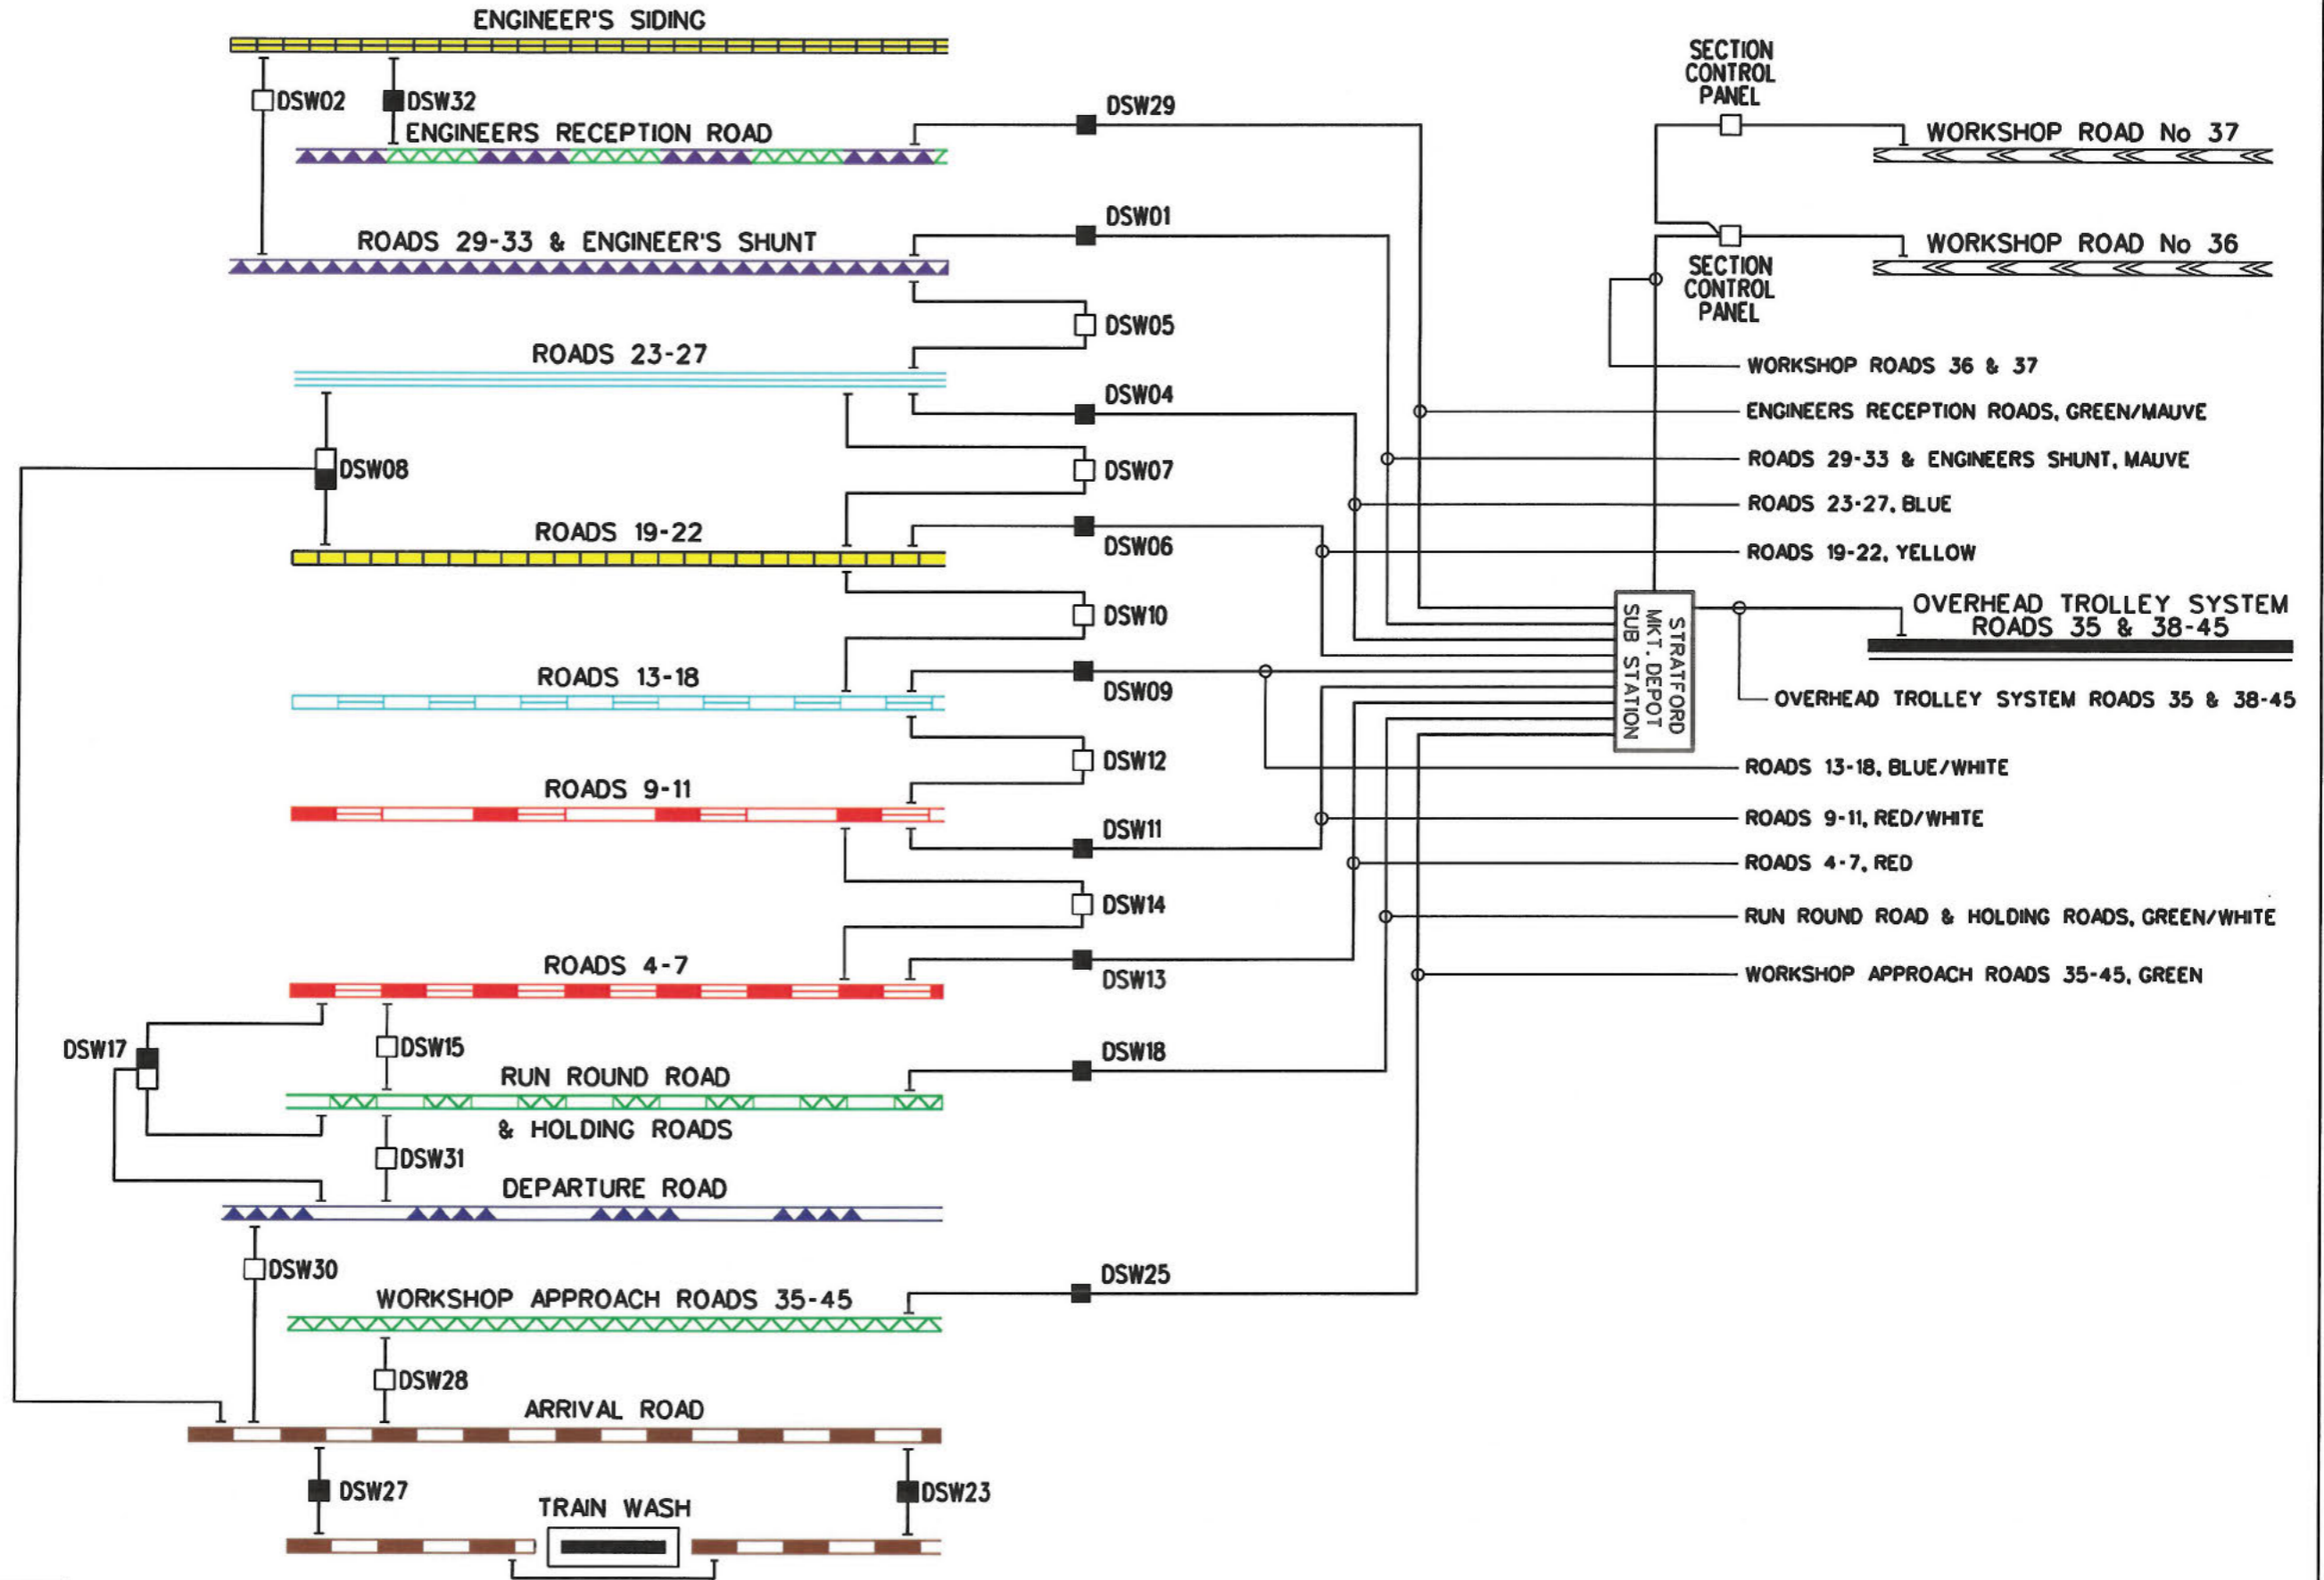 ENGINEER'S SIDING
DSW02
DSW32
ENGINEERS RECEPTION ROAD
DSW29
ROADS 29-33 & ENGINEER'S SHUNT
DSW01
DSW05
ROADS 23-27
DSW04
DSW08
DSW07
ROADS 19-22
DSW06
DSW10
ROADS 13-18
DSW09
DSW12
ROADS 9-11
DSW11
DSW14
ROADS 4-7
DSW13
DSW17
DSW15
DSW18
RUN ROUND ROAD
& HOLDING ROADS
DSW31
DEPARTURE ROAD
DSW30
DSW25
WORKSHOP APPROACH ROADS 35-45
DSW28
ARRIVAL ROAD
DSW27
DSW23
TRAIN WASH
SECTION
CONTROL
PANEL
WORKSHOP ROAD No 37
WORKSHOP ROAD No 36
SECTION
CONTROL
PANEL
WORKSHOP ROADS 36 & 37
ENGINEERS RECEPTION ROADS, GREEN/MAUVE
ROADS 29-33 & ENGINEERS SHUNT, MAUVE
ROADS 23-27, BLUE
ROADS 19-22, YELLOW
STRATFORD
MKT. DEPOT
SUB STATION
OVERHEAD TROLLEY SYSTEM
ROADS 35 & 38-45
OVERHEAD TROLLEY SYSTEM ROADS 35 & 38-45
ROADS 13-18, BLUE/WHITE
ROADS 9-11, RED/WHITE
ROADS 4-7, RED
RUN ROUND ROAD & HOLDING ROADS, GREEN/WHITE
WORKSHOP APPROACH ROADS 35-45, GREEN